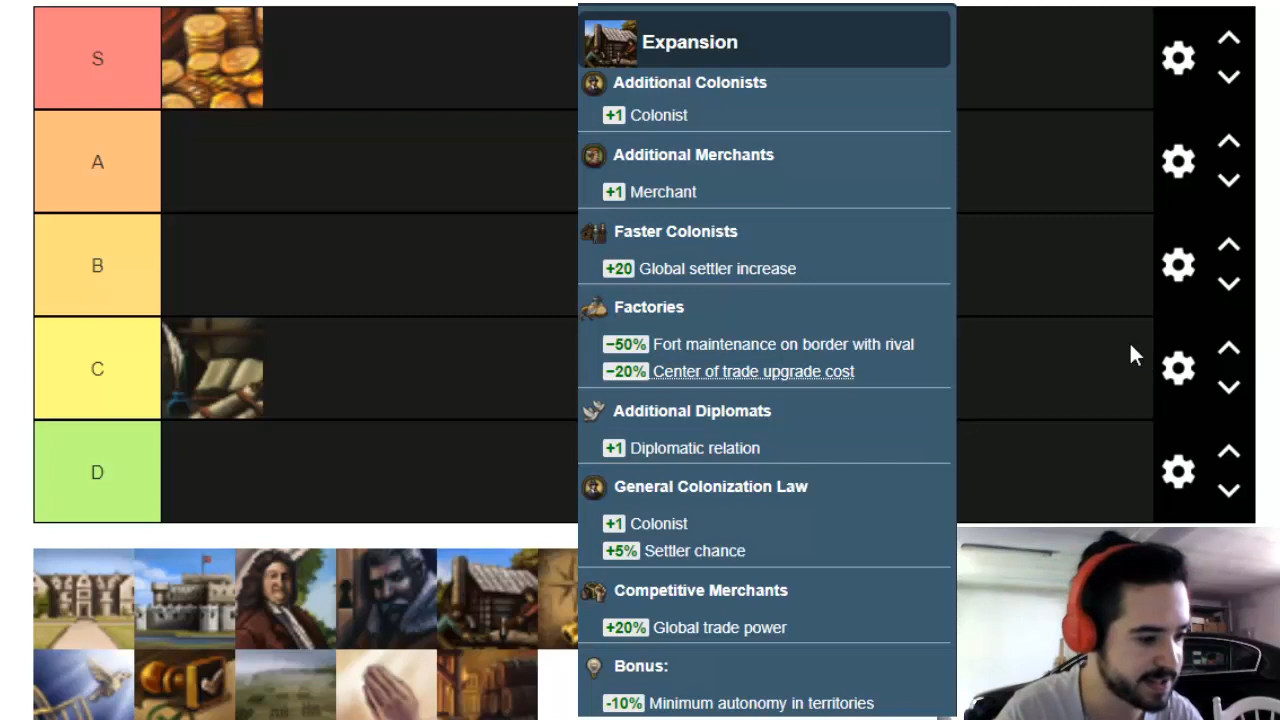 S
A
B
C
D
Expansion
Additional Colonists
+1 Colonist
Additional Merchants
+1 Merchant
Faster Colonists
+20 Global settler increase
Factories
−50% Fort maintenance on border with rival
−20% Center of trade upgrade cost
Additional Diplomats
+1 Diplomatic relation
General Colonization Law
+1 Colonist
+5% Settler chance
Competitive Merchants
+20% Global trade power
Bonus:
-10% Minimum autonomy in territories